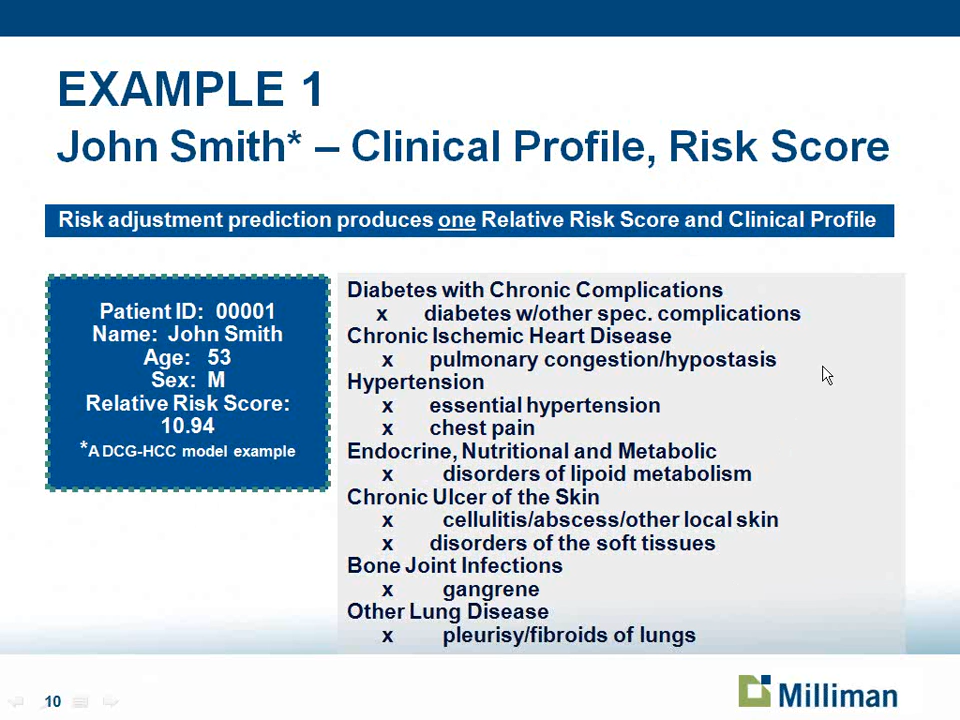 EXAMPLE 1
John Smith* – Clinical Profile, Risk Score
Risk adjustment prediction produces one Relative Risk Score and Clinical Profile
Patient ID: 00001
Name: John Smith
Age: 53
Sex: M
Relative Risk Score:
10.94
*A DCG-HCC model example
Diabetes with Chronic Complications
x diabetes w/other spec. complications
Chronic Ischemic Heart Disease
x pulmonary congestion/hypostasis
Hypertension
x essential hypertension
x chest pain
Endocrine, Nutritional and Metabolic
x disorders of lipoid metabolism
Chronic Ulcer of the Skin
x cellulitis/abscess/other local skin
x disorders of the soft tissues
Bone Joint Infections
x gangrene
Other Lung Disease
x pleurisy/fibroids of lungs
10
Milliman